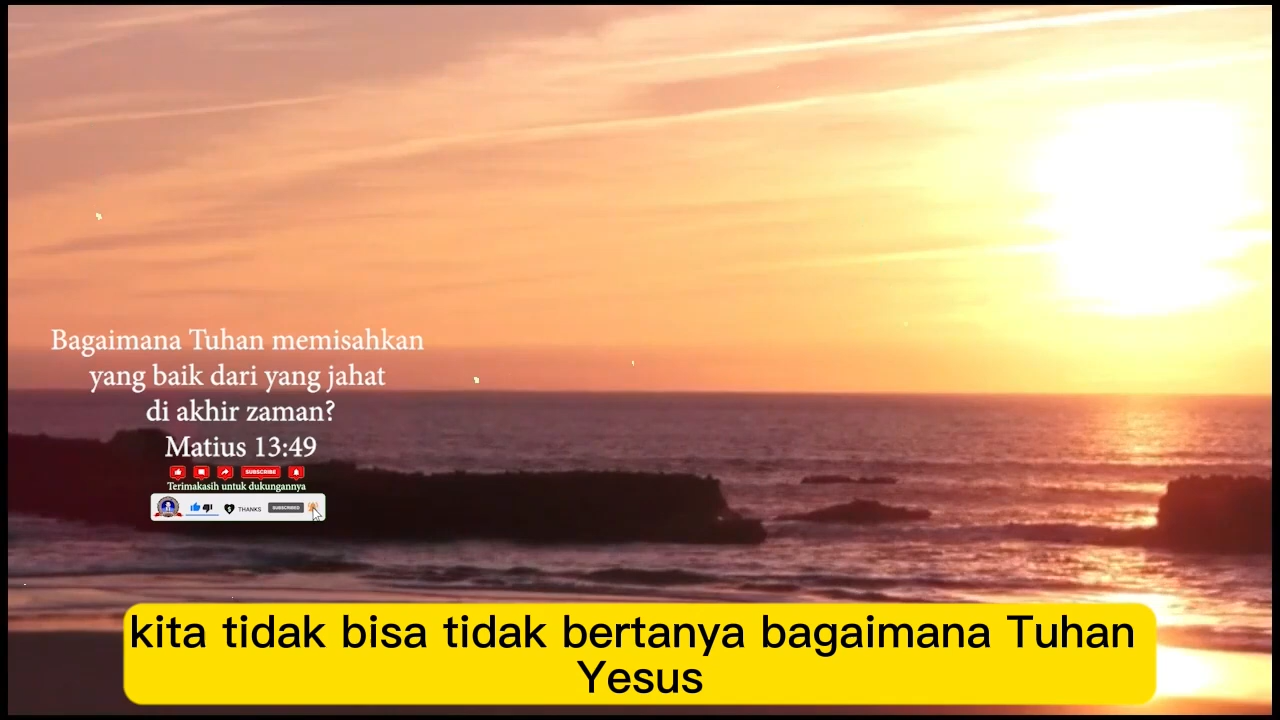 Bagaimana Tuhan memisahkan
yang baik dari yang jahat
di akhir zaman?
Matius 13:49
SUBSCRIBE
Terimakasih untuk dukungannya
THANKS SUBSCRIBED
kita tidak bisa tidak bertanya bagaimana Tuhan
Yesus